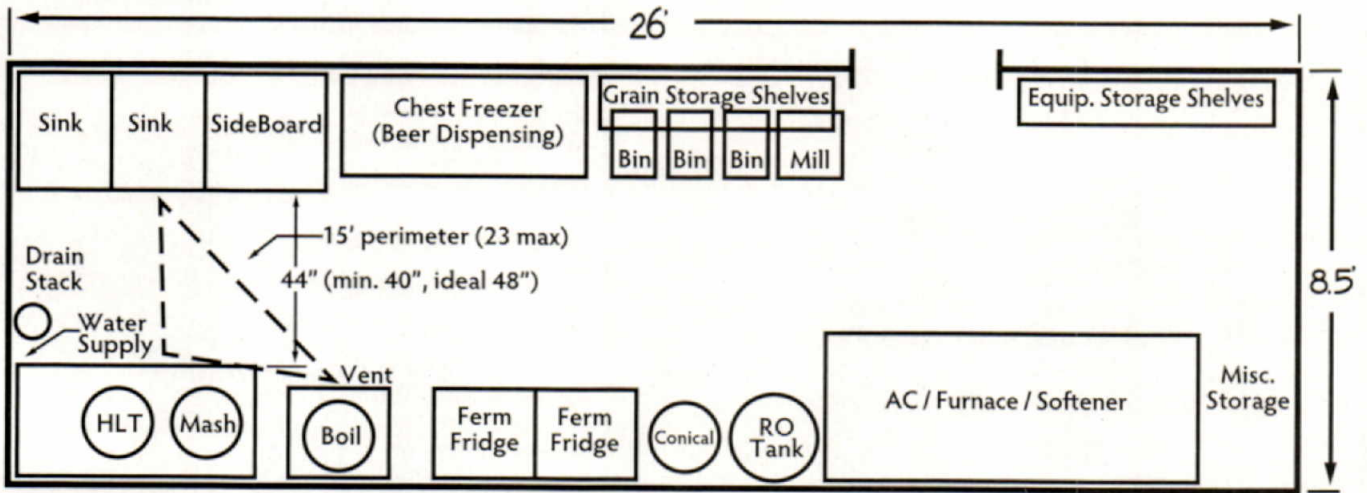 26'
Sink
Sink
SideBoard
Chest Freezer
(Beer Dispensing)
Grain Storage Shelves
Bin
Bin
Bin
Mill
Equip. Storage Shelves
15' perimeter (23 max)
44" (min. 40", ideal 48")
Drain
Stack
Water
Supply
8.5'
Vent
HLT
Mash
Boil
Ferm
Fridge
Ferm
Fridge
Conical
RO
Tank
AC / Furnace / Softener
Misc.
Storage